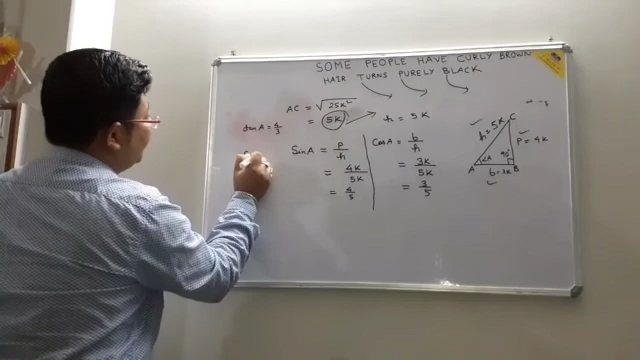 SOME PEOPLE HAVE CURLY BROWN
HAIR TURNS PURELY BLACK
tan A = 4/3
AC = √25k²
= 5k
h = 5k
Sin A = p/h
= 4k/5k
= 4/5
Cos A = b/h
= 3k/5k
= 3/5
h = 5k
C
P = 4k
A
∠A
90°
b = 3k
B